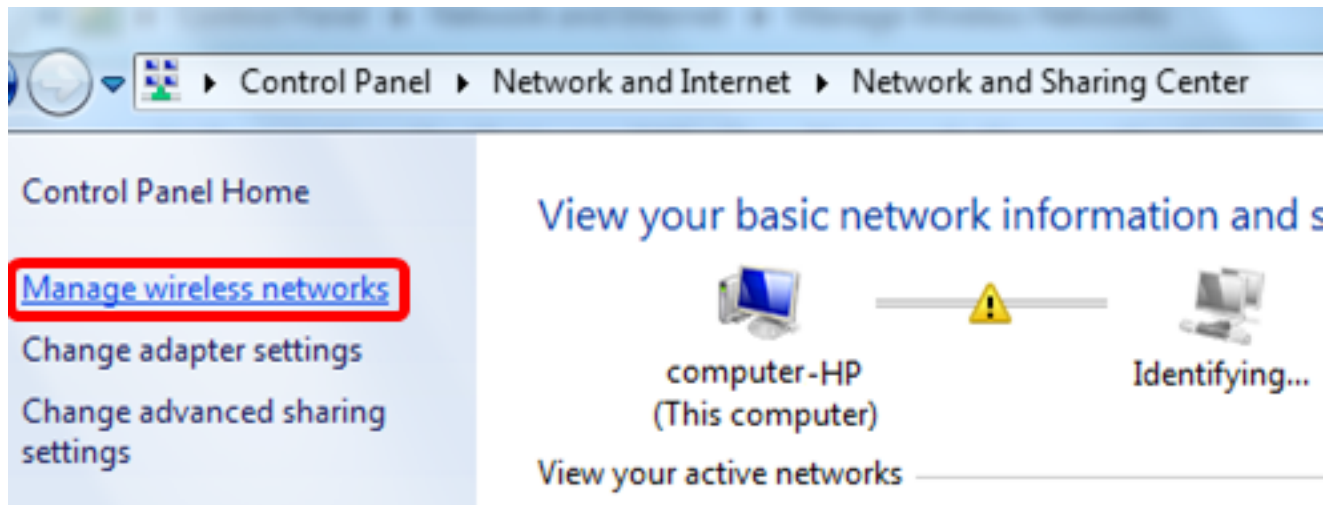 Control Panel ▸ Network and Internet ▸ Network and Sharing Center
Control Panel Home
Manage wireless networks
Change adapter settings
Change advanced sharing
settings
View your basic network information and s
computer-HP
(This computer)
Identifying...
View your active networks